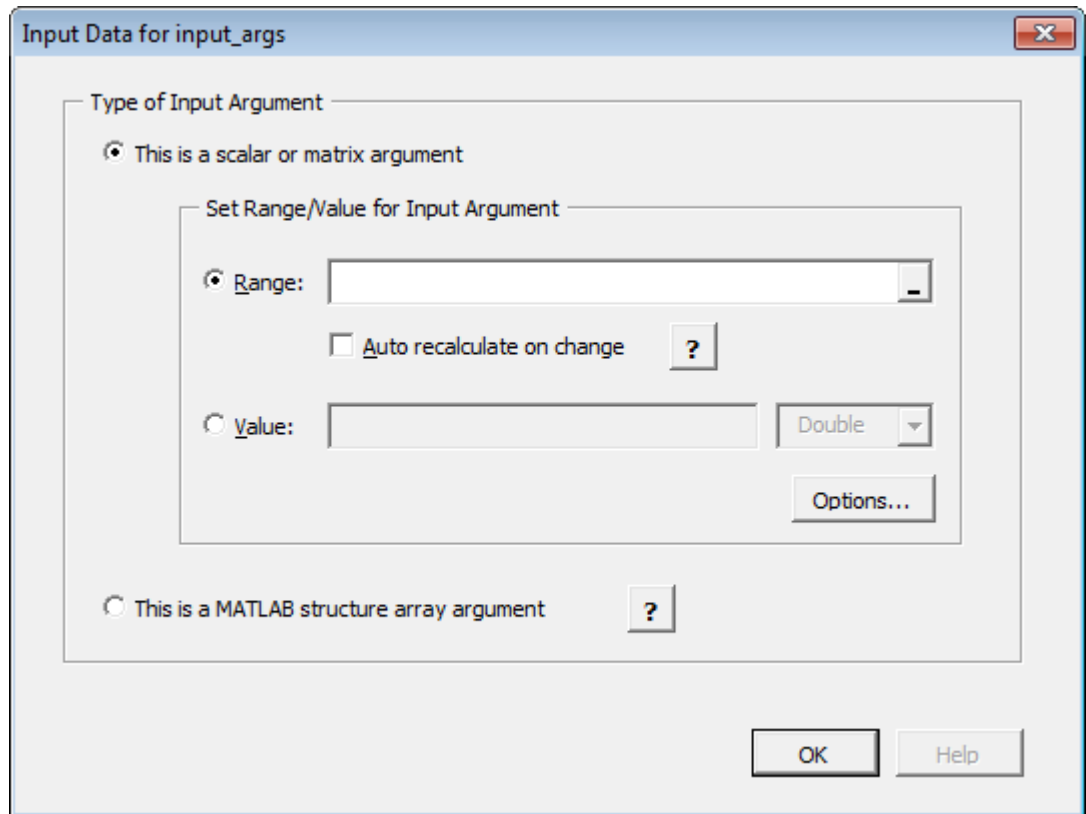 Input Data for input_args
Type of Input Argument
This is a scalar or matrix argument
Set Range/Value for Input Argument
Range: _
Auto recalculate on change ?
Value: Double
Options...
This is a MATLAB structure array argument ?
OK Help